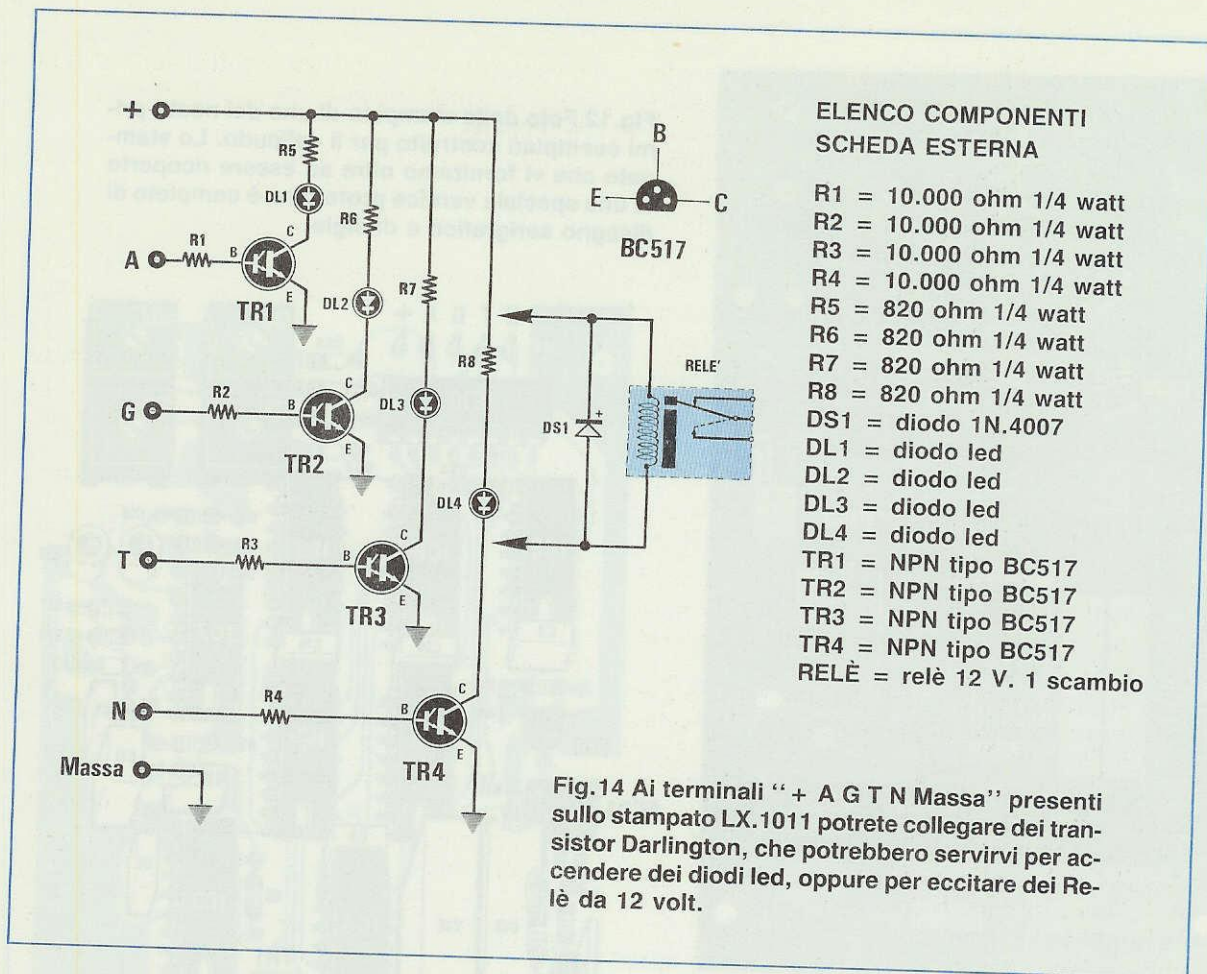 +
R5
DL1
R6
A
R1
B
C
E
TR1
DL2
R7
G
R2
B
C
E
TR2
DL3
R8
DL4
T
R3
B
C
E
TR3
N
R4
B
C
E
TR4
Massa
B
E
C
BC517
RELE'
DS1
+
ELENCO COMPONENTI
SCHEDA ESTERNA
R1 = 10.000 ohm 1/4 watt
R2 = 10.000 ohm 1/4 watt
R3 = 10.000 ohm 1/4 watt
R4 = 10.000 ohm 1/4 watt
R5 = 820 ohm 1/4 watt
R6 = 820 ohm 1/4 watt
R7 = 820 ohm 1/4 watt
R8 = 820 ohm 1/4 watt
DS1 = diodo 1N.4007
DL1 = diodo led
DL2 = diodo led
DL3 = diodo led
DL4 = diodo led
TR1 = NPN tipo BC517
TR2 = NPN tipo BC517
TR3 = NPN tipo BC517
TR4 = NPN tipo BC517
RELÈ = relè 12 V. 1 scambio
Fig.14 Ai terminali "+ A G T N Massa" presenti
sullo stampato LX.1011 potrete collegare dei tran-
sistor Darlington, che potrebbero servirvi per ac-
cendere dei diodi led, oppure per eccitare dei Re-
lè da 12 volt.